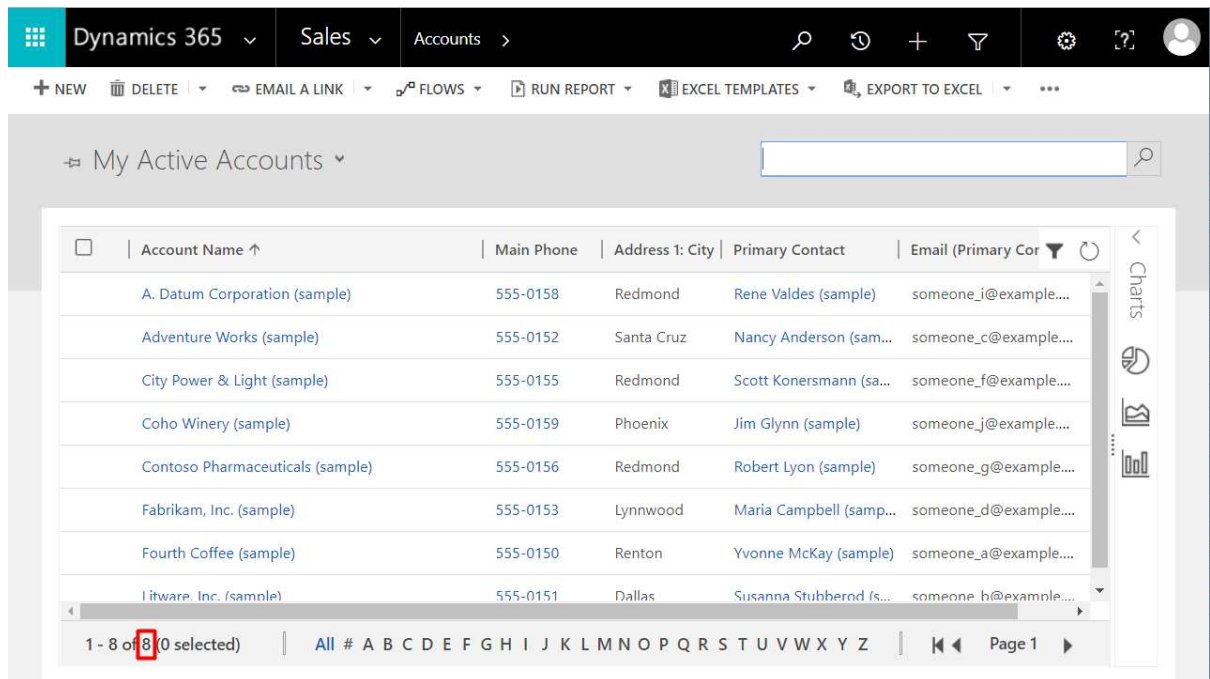 Dynamics 365 Sales Accounts
NEW DELETE EMAIL A LINK FLOWS RUN REPORT EXCEL TEMPLATES EXPORT TO EXCEL
My Active Accounts
Account Name Main Phone Address 1: City Primary Contact Email (Primary Cor
Charts
A. Datum Corporation (sample) 555-0158 Redmond Rene Valdes (sample) someone_i@example....
Adventure Works (sample) 555-0152 Santa Cruz Nancy Anderson (sam... someone_c@example....
City Power & Light (sample) 555-0155 Redmond Scott Konersmann (sa... someone_f@example....
Coho Winery (sample) 555-0159 Phoenix Jim Glynn (sample) someone_j@example....
Contoso Pharmaceuticals (sample) 555-0156 Redmond Robert Lyon (sample) someone_g@example....
Fabrikam, Inc. (sample) 555-0153 Lynnwood Maria Campbell (samp... someone_d@example....
Fourth Coffee (sample) 555-0150 Renton Yvonne McKay (sample) someone_a@example....
Litware, Inc. (sample) 555-0151 Dallas Susanna Stubberod (s... someone_b@example....
1 - 8 of 8 (0 selected) All # A B C D E F G H I J K L M N O P Q R S T U V W X Y Z Page 1